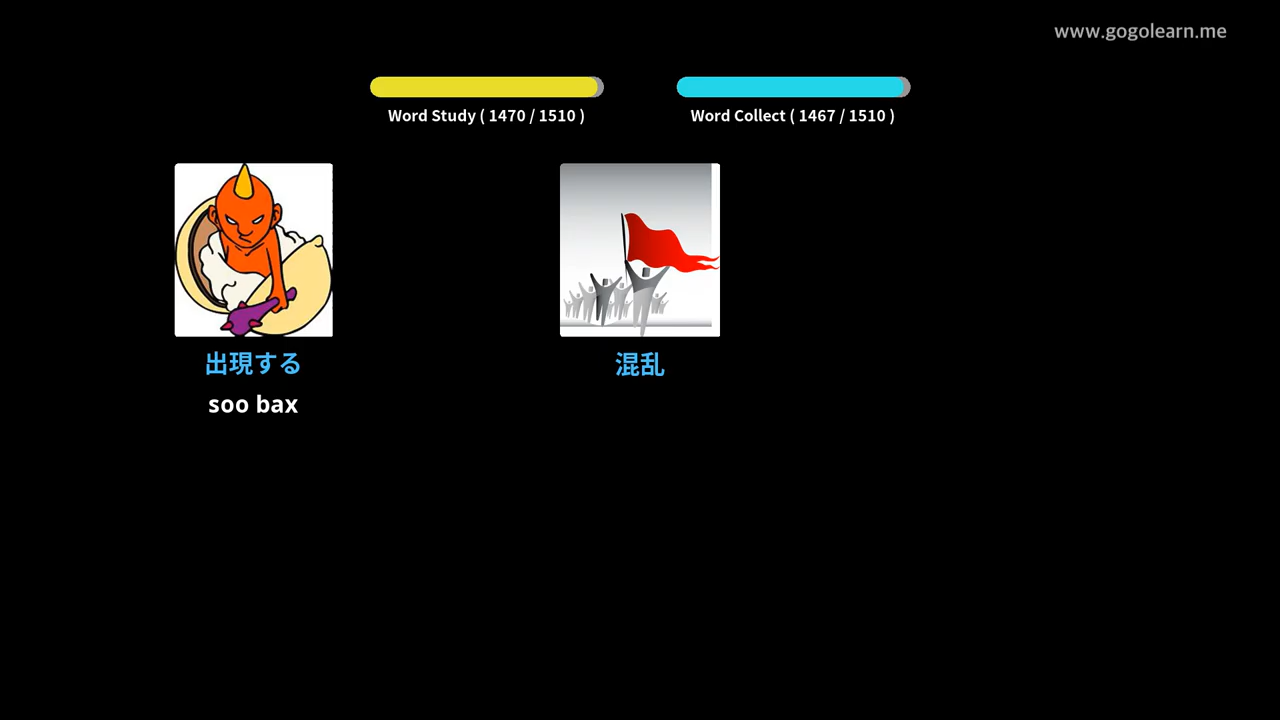 www.gogolearn.me
Word Study ( 1470 / 1510 )
Word Collect ( 1467 / 1510 )
出現する
soo bax
混乱